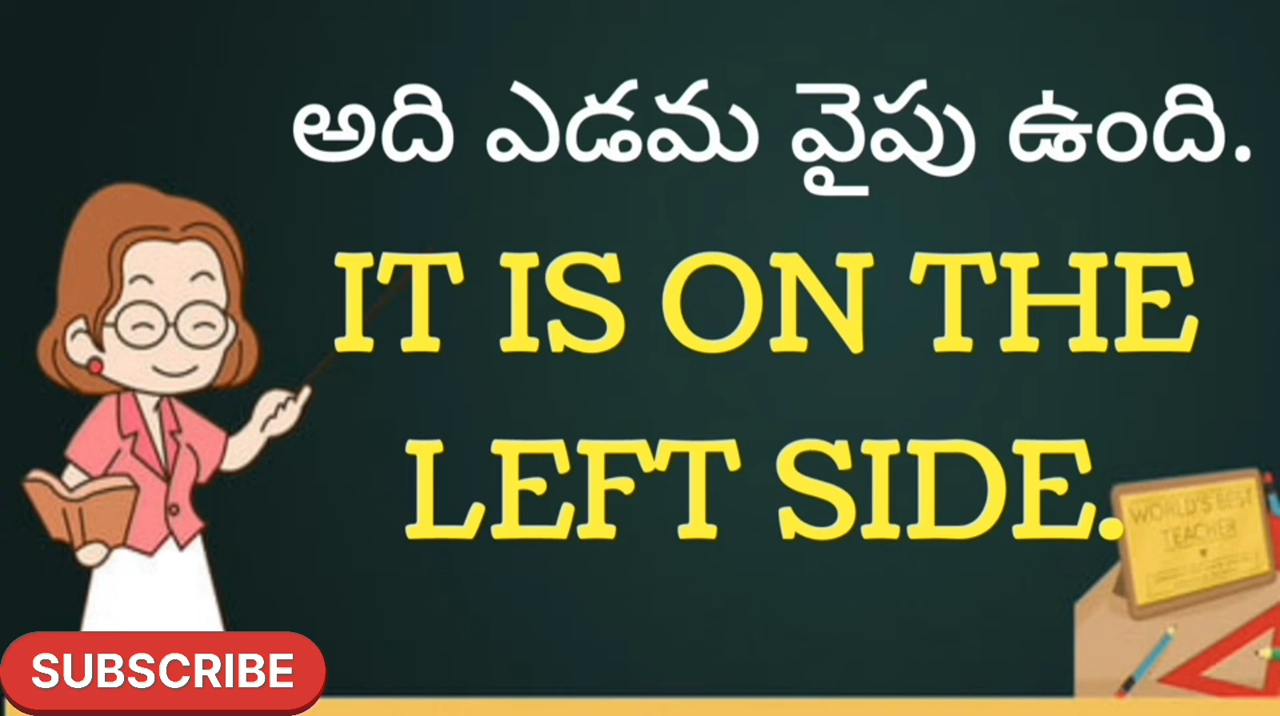 అది ఎడమ వైపు ఉంది.
IT IS ON THE
LEFT SIDE.
WORLD'S BEST
TEACHER
SUBSCRIBE